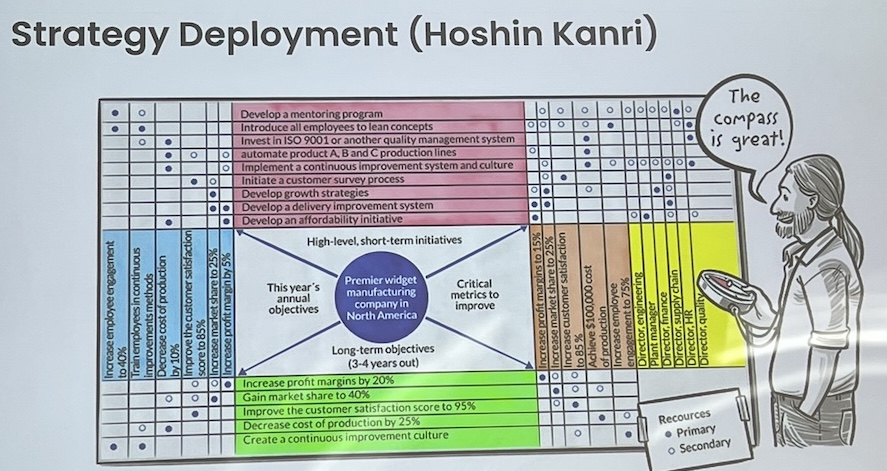 Strategy Deployment (Hoshin Kanri)
Develop a mentoring program
Introduce all employees to lean concepts
Invest in ISO 9001 or another quality management system
automate product A, B and C production lines
Implement a continuous improvement system and culture
Initiate a customer survey process
Develop growth strategies
Develop a delivery improvement system
Develop an affordability initiative
The
compass
is great!
Increase employee engagement
to 40%
Train employees in continuous
improvements methods
Decrease cost of production
by 10%
Improve the customer satisfaction
score to 85%
Increase market share to 25%
Increase profit margin by 5%
High-level, short-term initiatives
This year's
annual
objectives
Premier widget
manufacturing
company in
North America
Critical
metrics to
improve
Long-term objectives
(3-4 years out)
Increase profit margins to 15%
Increase market share to 25%
Increase customer satisfaction
to 85 %
Achieve $100,000 cost
of production
Increase employee
engagement to 75%
Director, engineering
Plant manager
Director, finance
Director, supply chain
Director, HR
Director, quality
Increase profit margins by 20%
Gain market share to 40%
Improve the customer satisfaction score to 95%
Decrease cost of production by 25%
Create a continuous improvement culture
Recources
Primary
Secondary